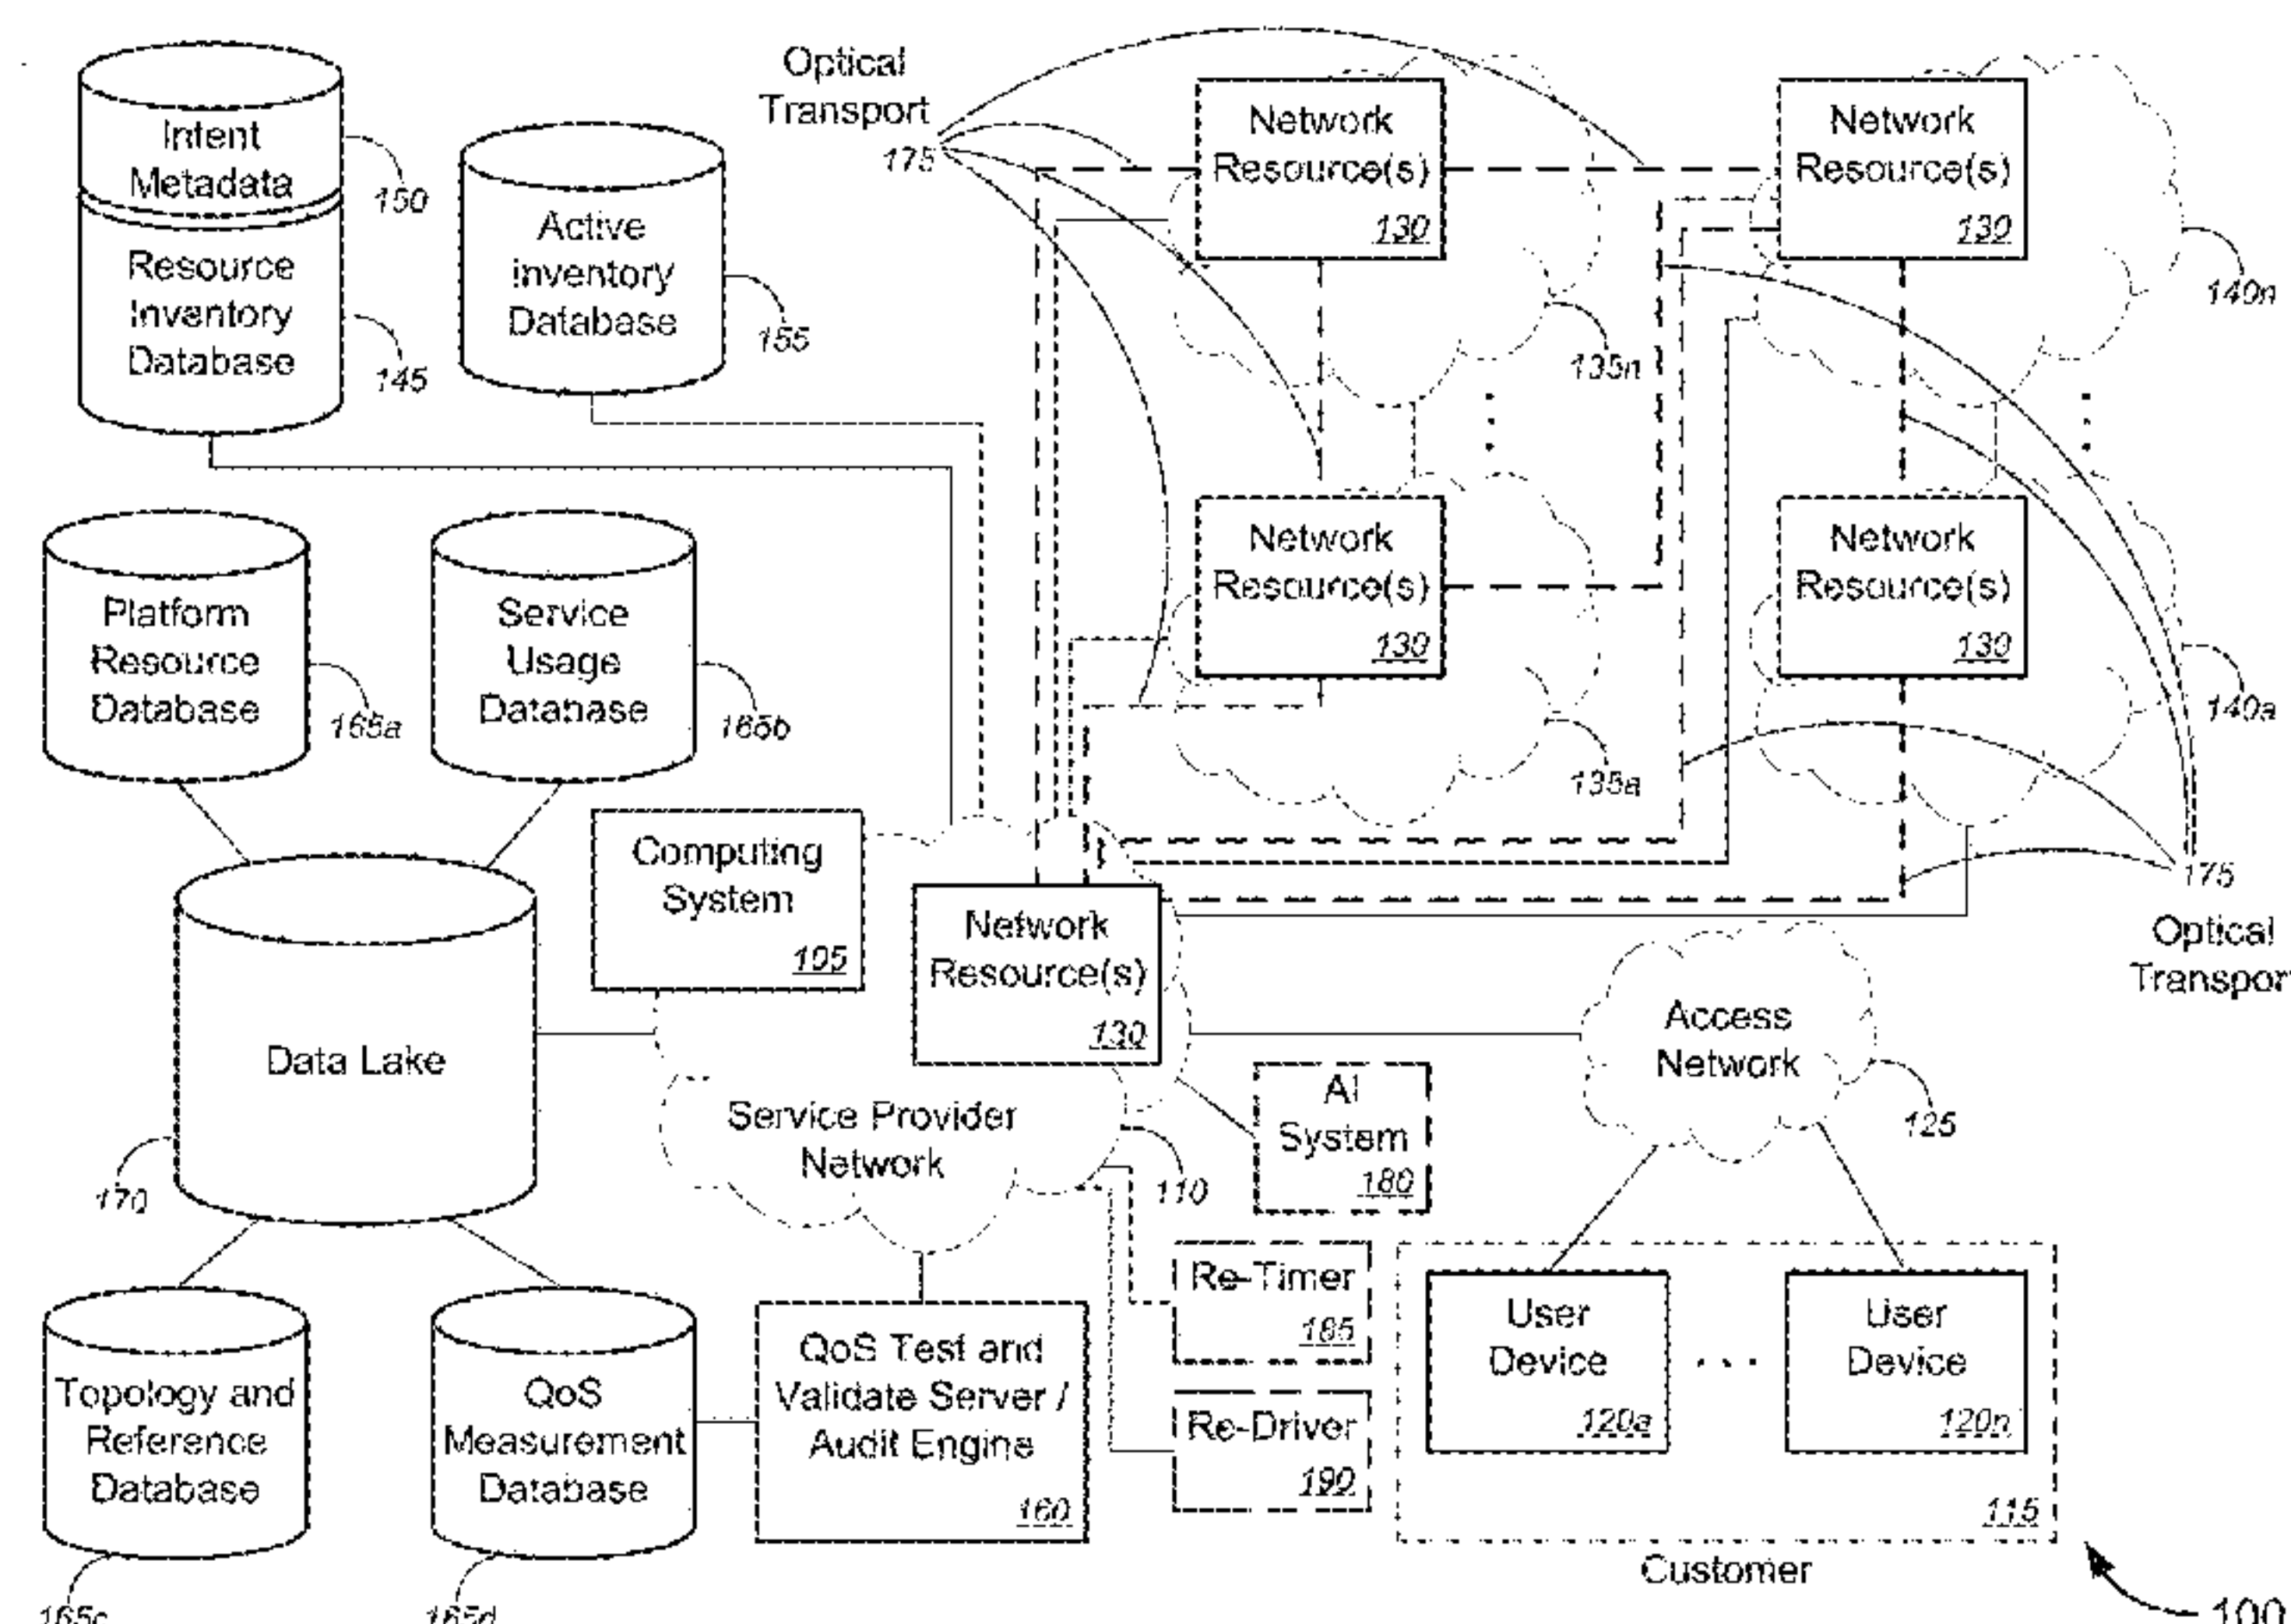 Intent
Metadata
150
Resource
Inventory
Database
145
Active
Inventory
Database
155
Optical
Transport
175
Network
Resource(s)
130
135n
Network
Resource(s)
130
140n
Network
Resource(s)
130
135a
Network
Resource(s)
130
140a
175
Optical
Transport
Platform
Resource
Database
165a
Service
Usage
Database
165b
Computing
System
105
Network
Resource(s)
130
Data Lake
170
Service Provider
Network
110
AI
System
180
Access
Network
125
Re-Timer
185
Re-Driver
190
User
Device
120a
...
User
Device
120n
115
Customer
Topology and
Reference
Database
165c
QoS
Measurement
Database
165d
QoS Test and
Validate Server /
Audit Engine
160
100